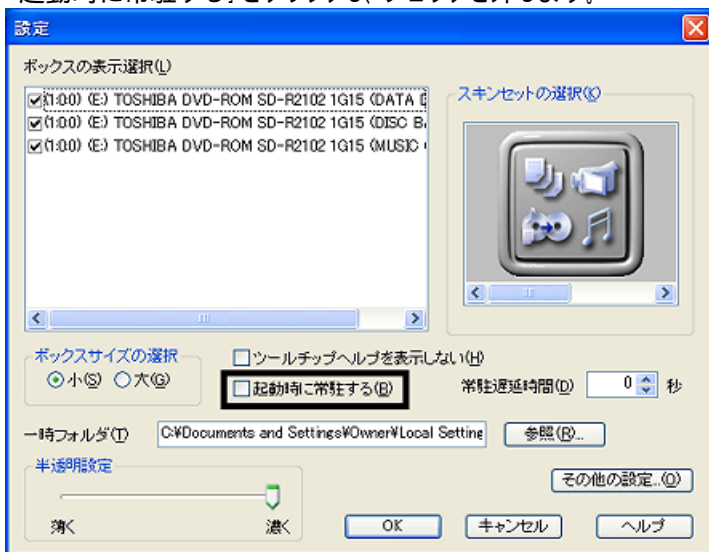 設定
ボックスの表示選択(L)
(1:0:0) (E:) TOSHIBA DVD-ROM SD-R2102 1G15 (DATA
(1:0:0) (E:) TOSHIBA DVD-ROM SD-R2102 1G15 (DISC B
(1:0:0) (E:) TOSHIBA DVD-ROM SD-R2102 1G15 (MUSIC
スキンセットの選択(K)
ボックスサイズの選択
小(S) 大(G)
ツールチップヘルプを表示しない(H)
起動時に常駐する(B)
常駐遅延時間(D) 0 秒
一時フォルダ(T) C:¥Documents and Settings¥Owner¥Local Setting 参照(R)...
半透明設定
薄く 濃く
その他の設定...(O)
OK キャンセル ヘルプ